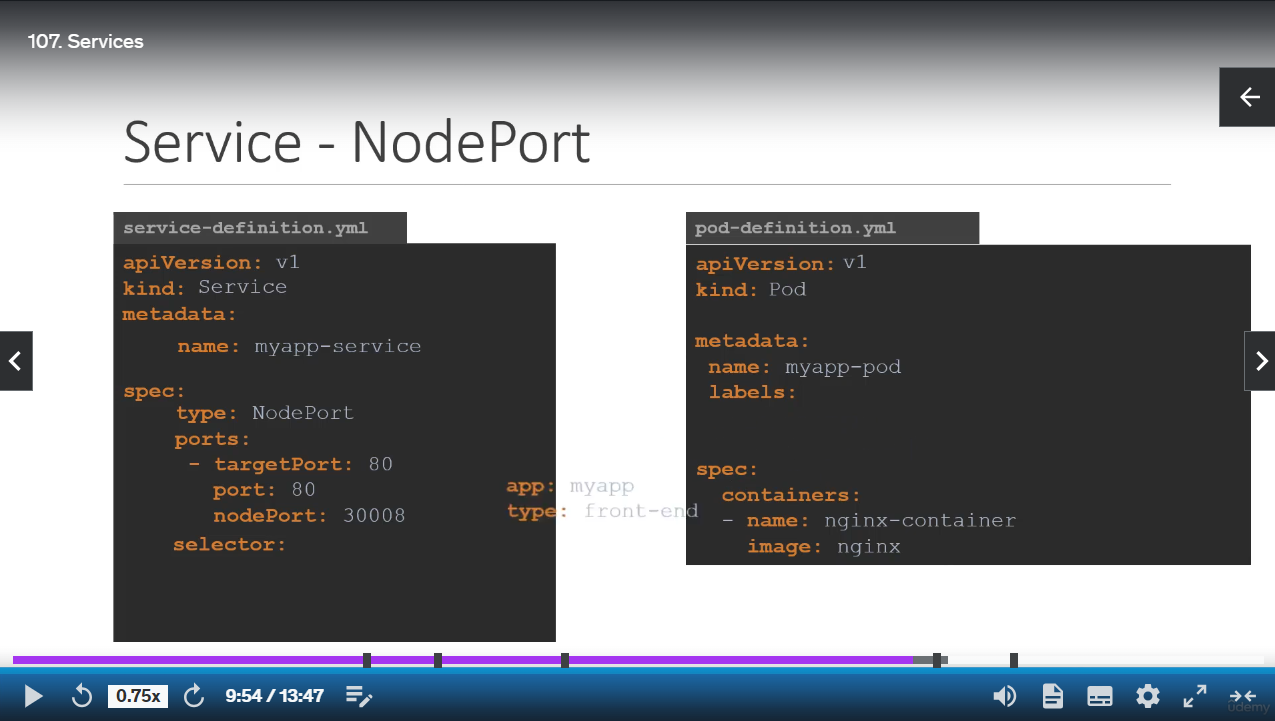 107. Services
Service - NodePort
service-definition.yml
apiVersion: v1
kind: Service
metadata:
name: myapp-service
spec:
type: NodePort
ports:
- targetPort: 80
port: 80
nodePort: 30008
selector:
app: myapp
type: front-end
pod-definition.yml
apiVersion: v1
kind: Pod
metadata:
name: myapp-pod
labels:
spec:
containers:
- name: nginx-container
image: nginx
0.75x
9:54 / 13:47
udemy